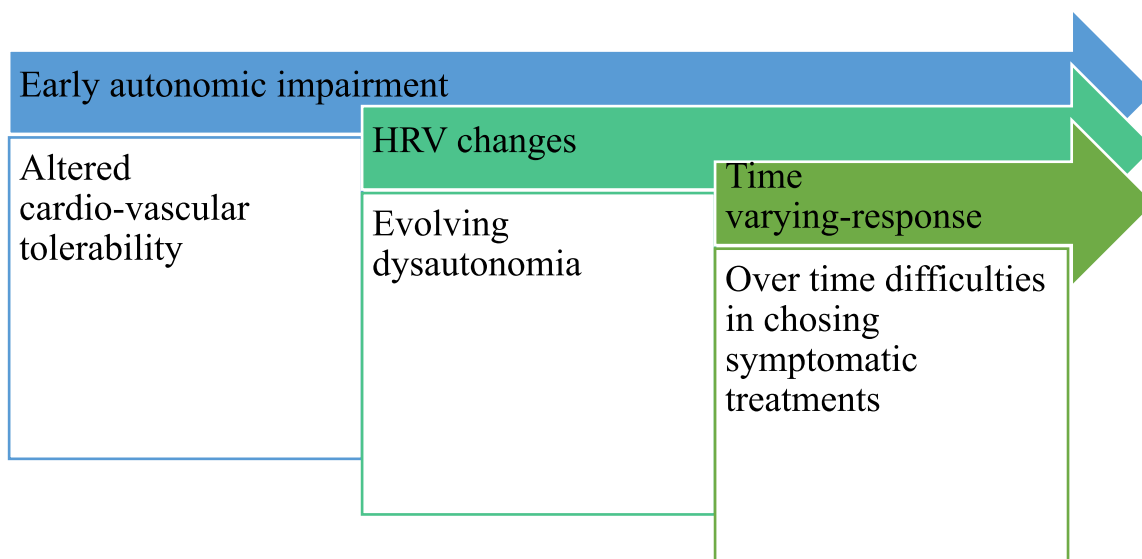 Early autonomic impairment
Altered
cardio-vascular
tolerability
HRV changes
Evolving
dysautonomia
Time
varying-response
Over time difficulties
in chosing
symptomatic
treatments